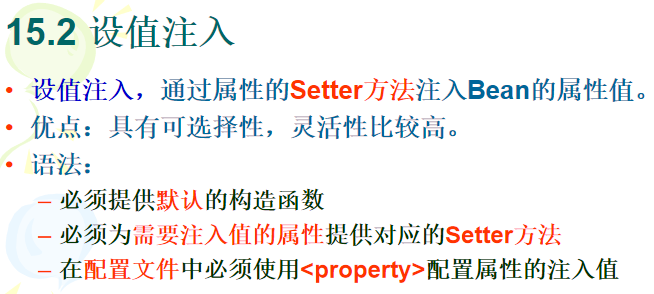 15.2 设值注入
• 设值注入，通过属性的Setter方法注入Bean的属性值。
• 优点：具有可选择性，灵活性比较高。
• 语法：
– 必须提供默认的构造函数
– 必须为需要注入值的属性提供对应的Setter方法
– 在配置文件中必须使用<property>配置属性的注入值